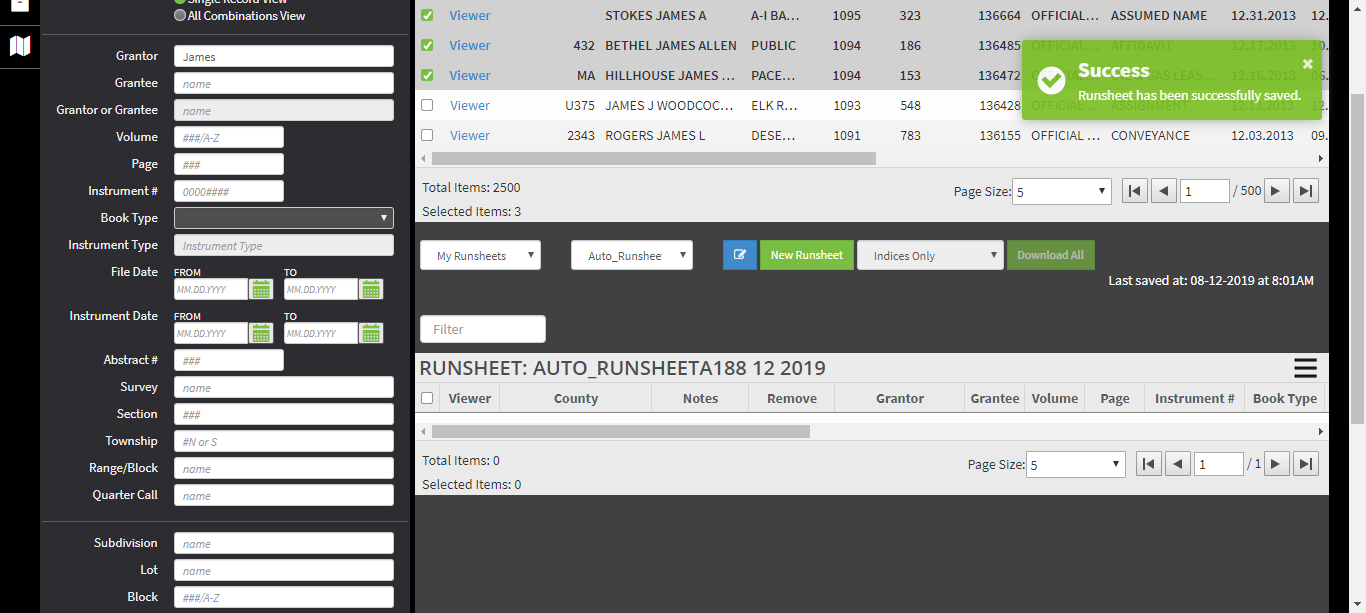 Single Record View
All Combinations View
Grantor James
Grantee name
Grantor or Grantee name
Volume ###/A-Z
Page ###
Instrument # 0000####
Book Type
Instrument Type Instrument Type
File Date FROM TO
MM.DD.YYYY MM.DD.YYYY
Instrument Date FROM TO
MM.DD.YYYY MM.DD.YYYY
Abstract # ###
Survey name
Section ###
Township #N or S
Range/Block name
Quarter Call name
Subdivision name
Lot name
Block ###/A-Z
Viewer STOKES JAMES A A-I BA... 1095 323 136664 OFFICIAL... ASSUMED NAME 12.31.2013 12.
Viewer 432 BETHEL JAMES ALLEN PUBLIC 1094 186 136485 OFFICIAL... AFFIDAVIT 12.17.2013 10.
Viewer MA HILLHOUSE JAMES ... PACE... 1094 153 136472 OFFICIAL... GAS LEAS... 12.16.2013 06.
Viewer U375 JAMES J WOODCOC... ELK R... 1093 548 136428 OFFICIAL... ASSIGNMENT 12.13.2013 12.
Viewer 2343 ROGERS JAMES L DESE... 1091 783 136155 OFFICIAL ... CONVEYANCE 12.03.2013 09.
Success ×
Runsheet has been successfully saved.
Total Items: 2500
Selected Items: 3
Page Size: 5 1 / 500
My Runsheets Auto_Runshee New Runsheet Indices Only Download All
Last saved at: 08-12-2019 at 8:01AM
Filter
RUNSHEET: AUTO_RUNSHEETA188 12 2019
Viewer County Notes Remove Grantor Grantee Volume Page Instrument # Book Type
Total Items: 0
Selected Items: 0
Page Size: 5 1 / 1